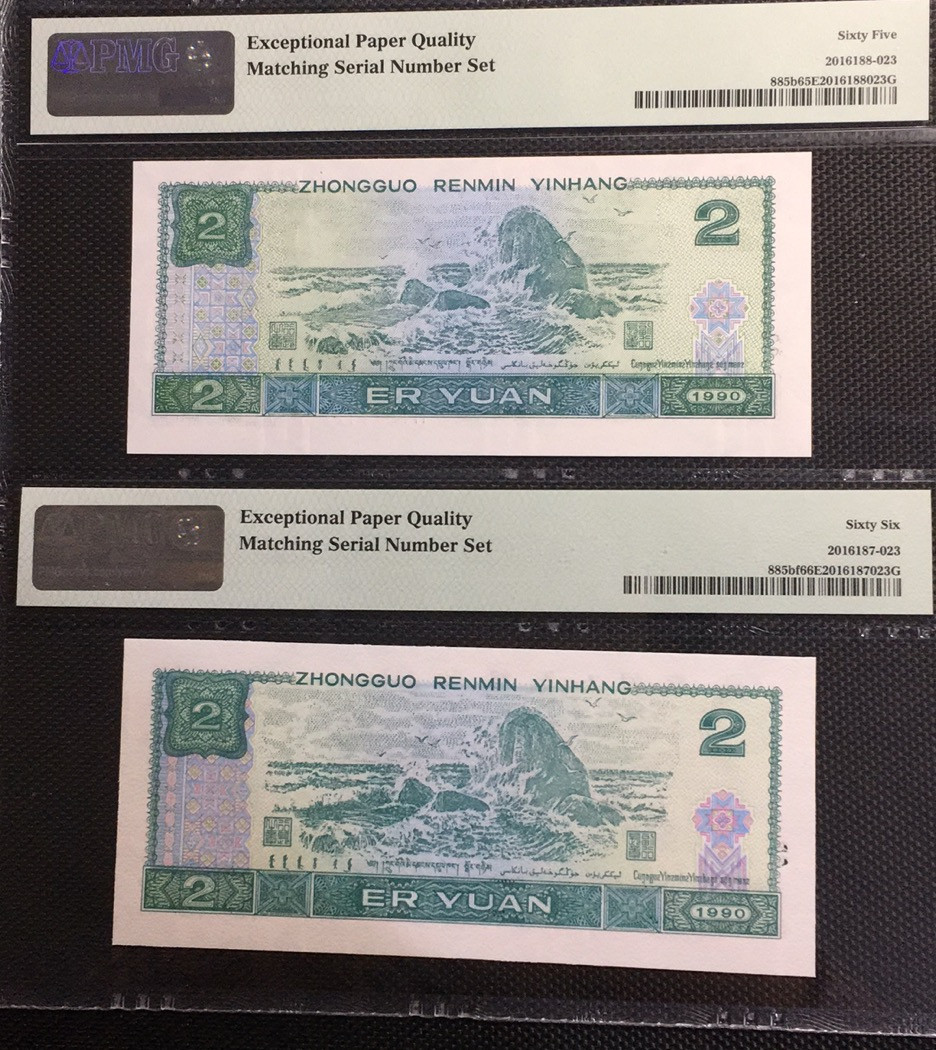 PMG
Exceptional Paper Quality
Matching Serial Number Set
Sixty Five
2016188-023
885b65E2016188023G
ZHONGGUO RENMIN YINHANG
2
2
2
ER YUAN
1990
PMG
Exceptional Paper Quality
Matching Serial Number Set
Sixty Six
2016187-023
885bf66E2016187023G
ZHONGGUO RENMIN YINHANG
2
2
2
ER YUAN
1990